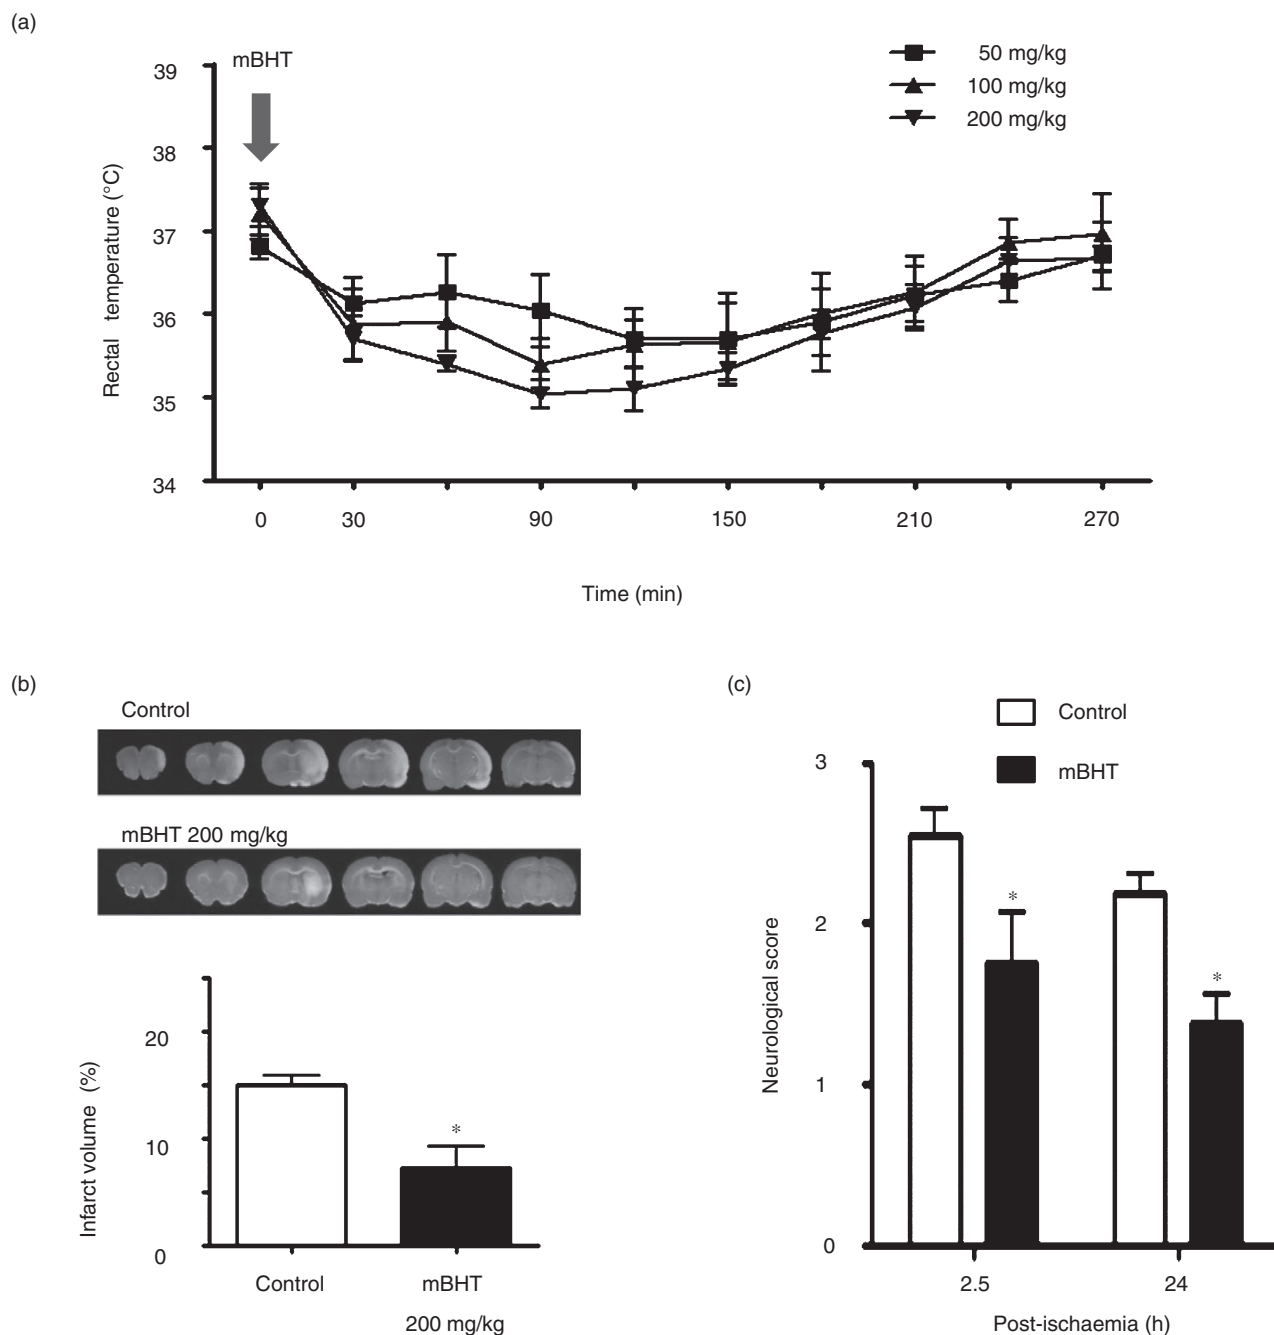 (a)
mBHT
50 mg/kg
100 mg/kg
200 mg/kg
39
38
37
36
35
34
Rectal temperature (°C)
0 30 90 150 210 270
Time (min)
(b)
Control
mBHT 200 mg/kg
20
10
0
Infarct volume (%)
*
Control mBHT
200 mg/kg
(c)
Control
mBHT
3
2
1
0
Neurological score
*
*
2.5 24
Post-ischaemia (h)